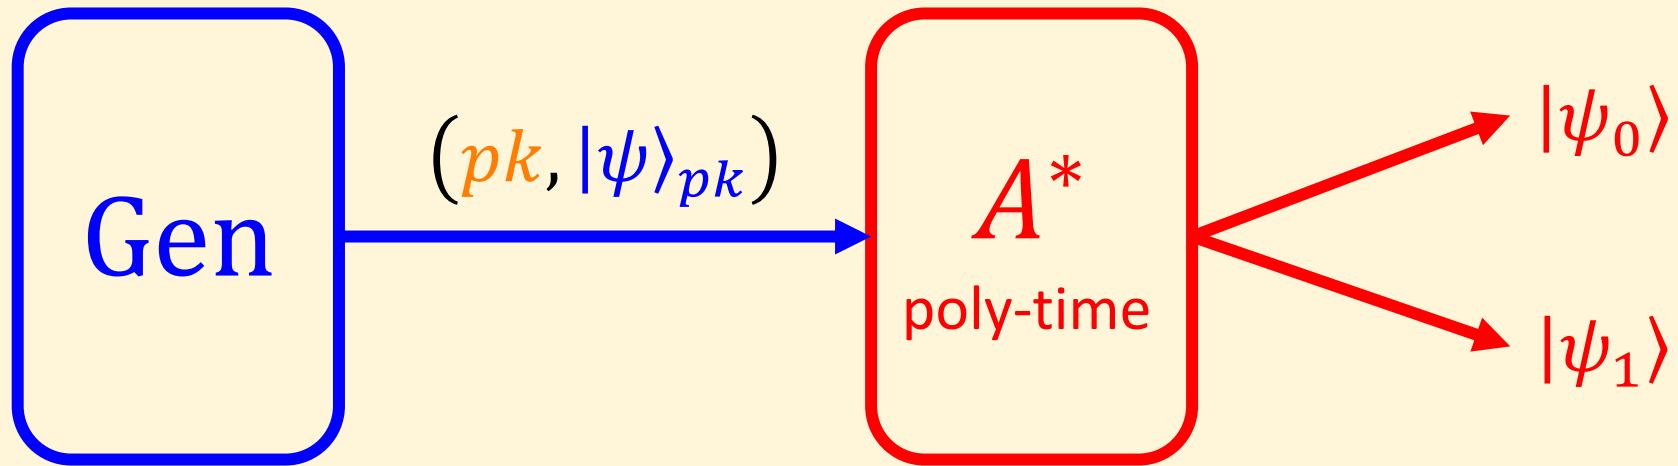 Gen
(pk, |ψ⟩_{pk})
A*
poly-time
|ψ₀⟩
|ψ₁⟩